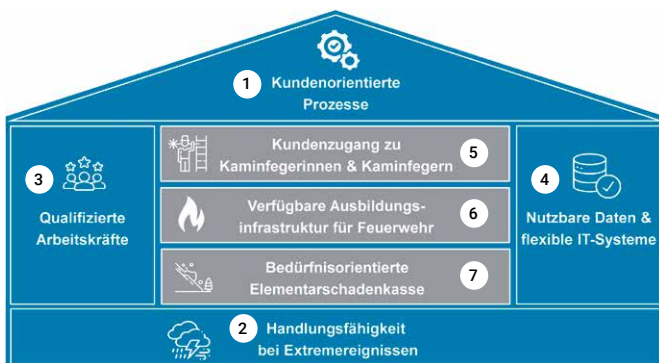 1 Kundenorientierte
Prozesse
3
Qualifizierte
Arbeitskräfte
Kundenzugang zu
Kaminfegerinnen & Kaminfegern
5
Verfügbare Ausbildungs-
infrastruktur für Feuerwehr
6
Bedürfnisorientierte
Elementarschadenkasse
7
4
Nutzbare Daten &
flexible IT-Systeme
2 Handlungsfähigkeit
bei Extremereignissen